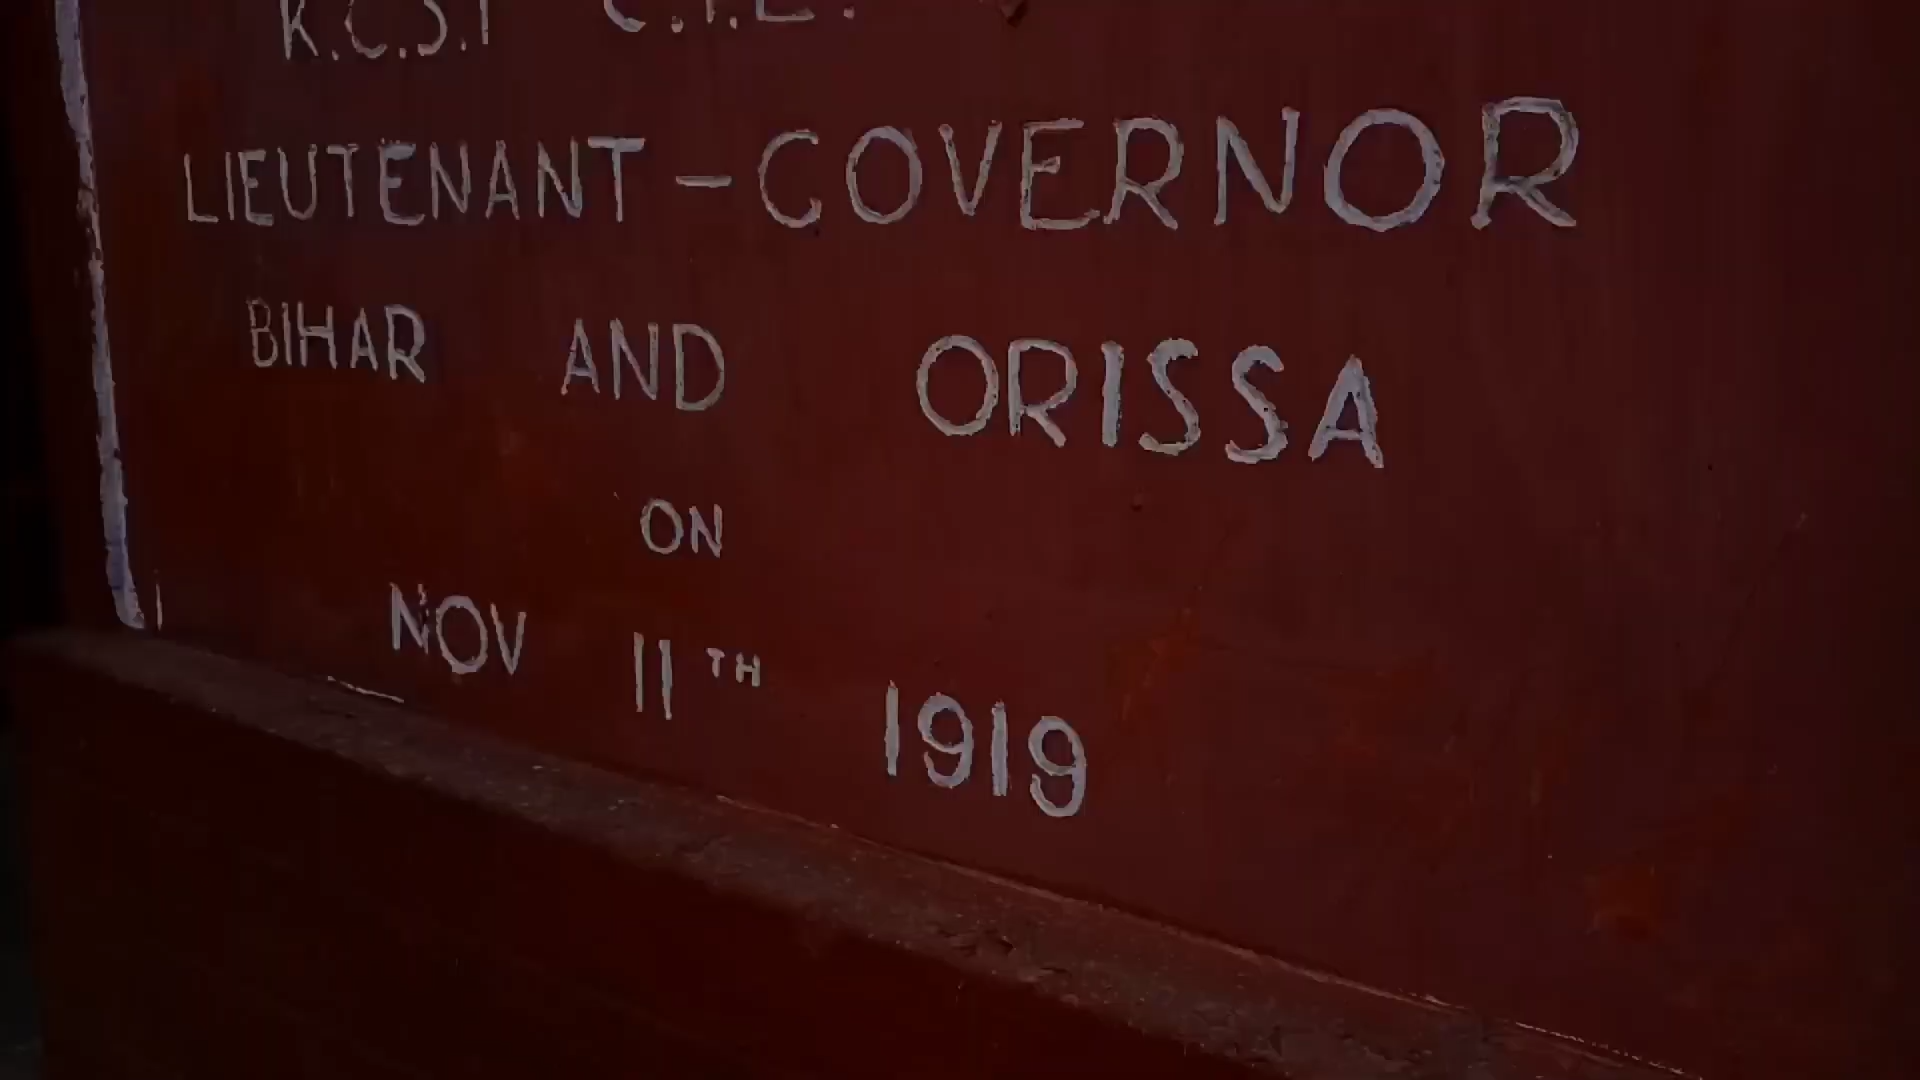 K.C.S.I C.I.E.
LIEUTENANT-GOVERNOR
BIHAR AND ORISSA
ON
NOV 11TH 1919